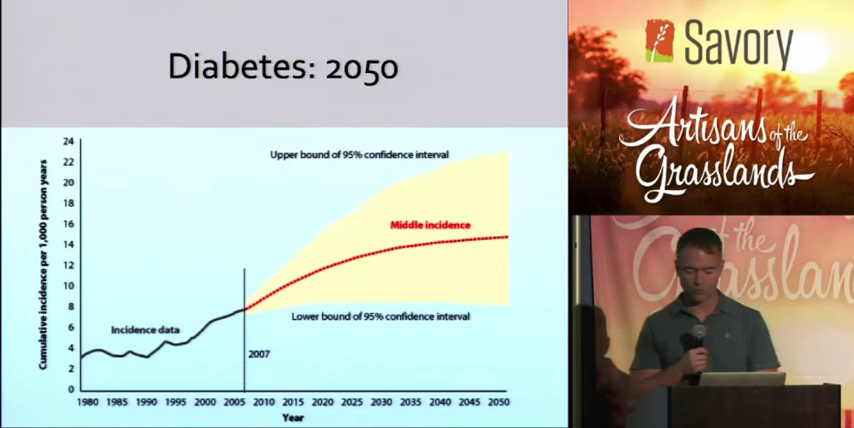 Diabetes: 2050
24
22
20
18
16
14
12
10
8
6
4
2
0
Cumulative incidence per 1,000 person years
Upper bound of 95% confidence interval
Middle incidence
Lower bound of 95% confidence interval
Incidence data
2007
1980 1985 1990 1995 2000 2005 2010 2015 2020 2025 2030 2035 2040 2045 2050
Year
Savory
Artisans of the
Grasslands
the
Grasslan